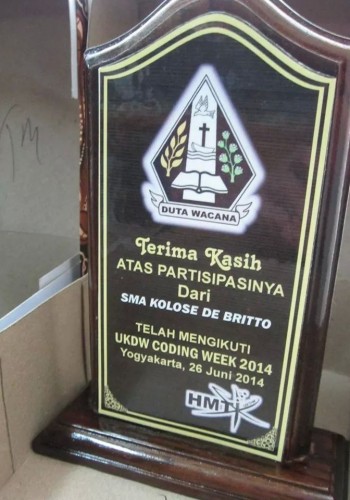 DUTA WACANA
Terima Kasih
ATAS PARTISIPASINYA
Dari
SMA KOLOSE DE BRITTO
TELAH MENGIKUTI
UKDW CODING WEEK 2014
Yogyakarta, 26 Juni 2014
HMTI